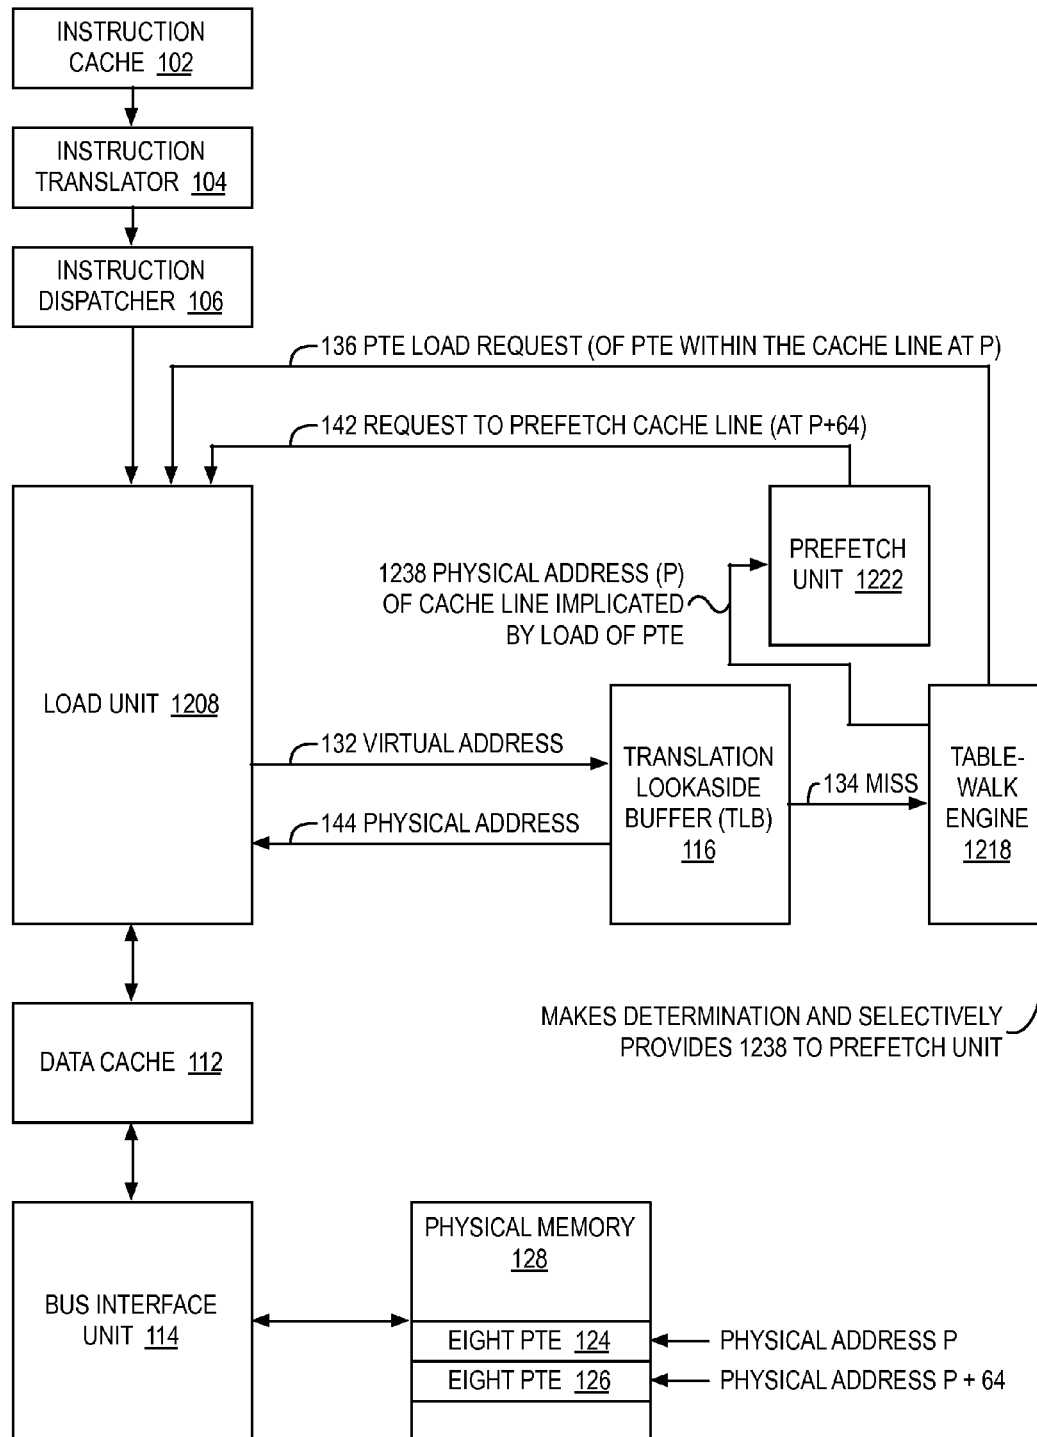 INSTRUCTION
CACHE 102
INSTRUCTION
TRANSLATOR 104
INSTRUCTION
DISPATCHER 106
136 PTE LOAD REQUEST (OF PTE WITHIN THE CACHE LINE AT P)
142 REQUEST TO PREFETCH CACHE LINE (AT P+64)
PREFETCH
UNIT 1222
1238 PHYSICAL ADDRESS (P)
OF CACHE LINE IMPLICATED
BY LOAD OF PTE
LOAD UNIT 1208
132 VIRTUAL ADDRESS
144 PHYSICAL ADDRESS
TRANSLATION
LOOKASIDE
BUFFER (TLB)
116
134 MISS
TABLE-
WALK
ENGINE
1218
MAKES DETERMINATION AND SELECTIVELY
PROVIDES 1238 TO PREFETCH UNIT
DATA CACHE 112
BUS INTERFACE
UNIT 114
PHYSICAL MEMORY
128
EIGHT PTE 124
PHYSICAL ADDRESS P
EIGHT PTE 126
PHYSICAL ADDRESS P + 64